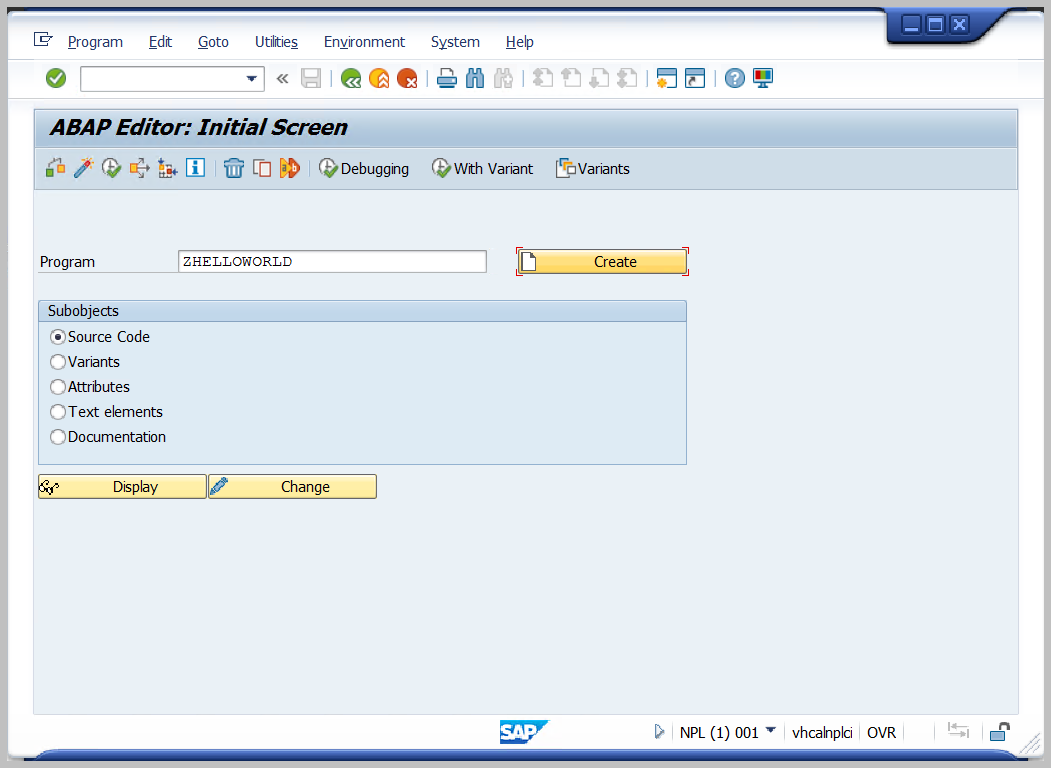 Program Edit Goto Utilities Environment System Help
ABAP Editor: Initial Screen
Debugging With Variant Variants
Program ZHELLOWORLD Create
Subobjects
Source Code
Variants
Attributes
Text elements
Documentation
Display Change
SAP NPL (1) 001 vhcalnplci OVR